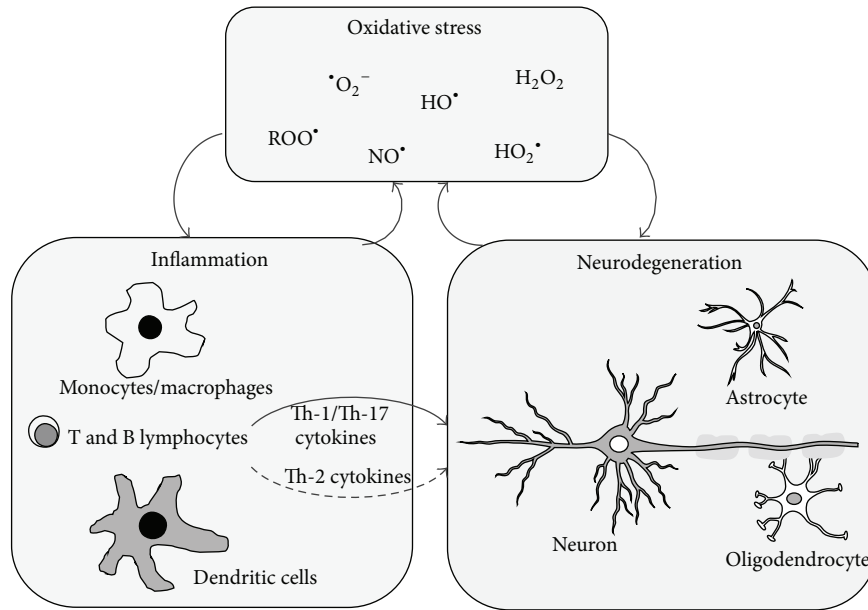 Oxidative stress
•O₂⁻
HO•
H₂O₂
ROO•
NO•
HO₂•
Inflammation
Monocytes/macrophages
T and B lymphocytes
Dendritic cells
Th-1/Th-17
cytokines
Th-2 cytokines
Neurodegeneration
Astrocyte
Neuron
Oligodendrocyte